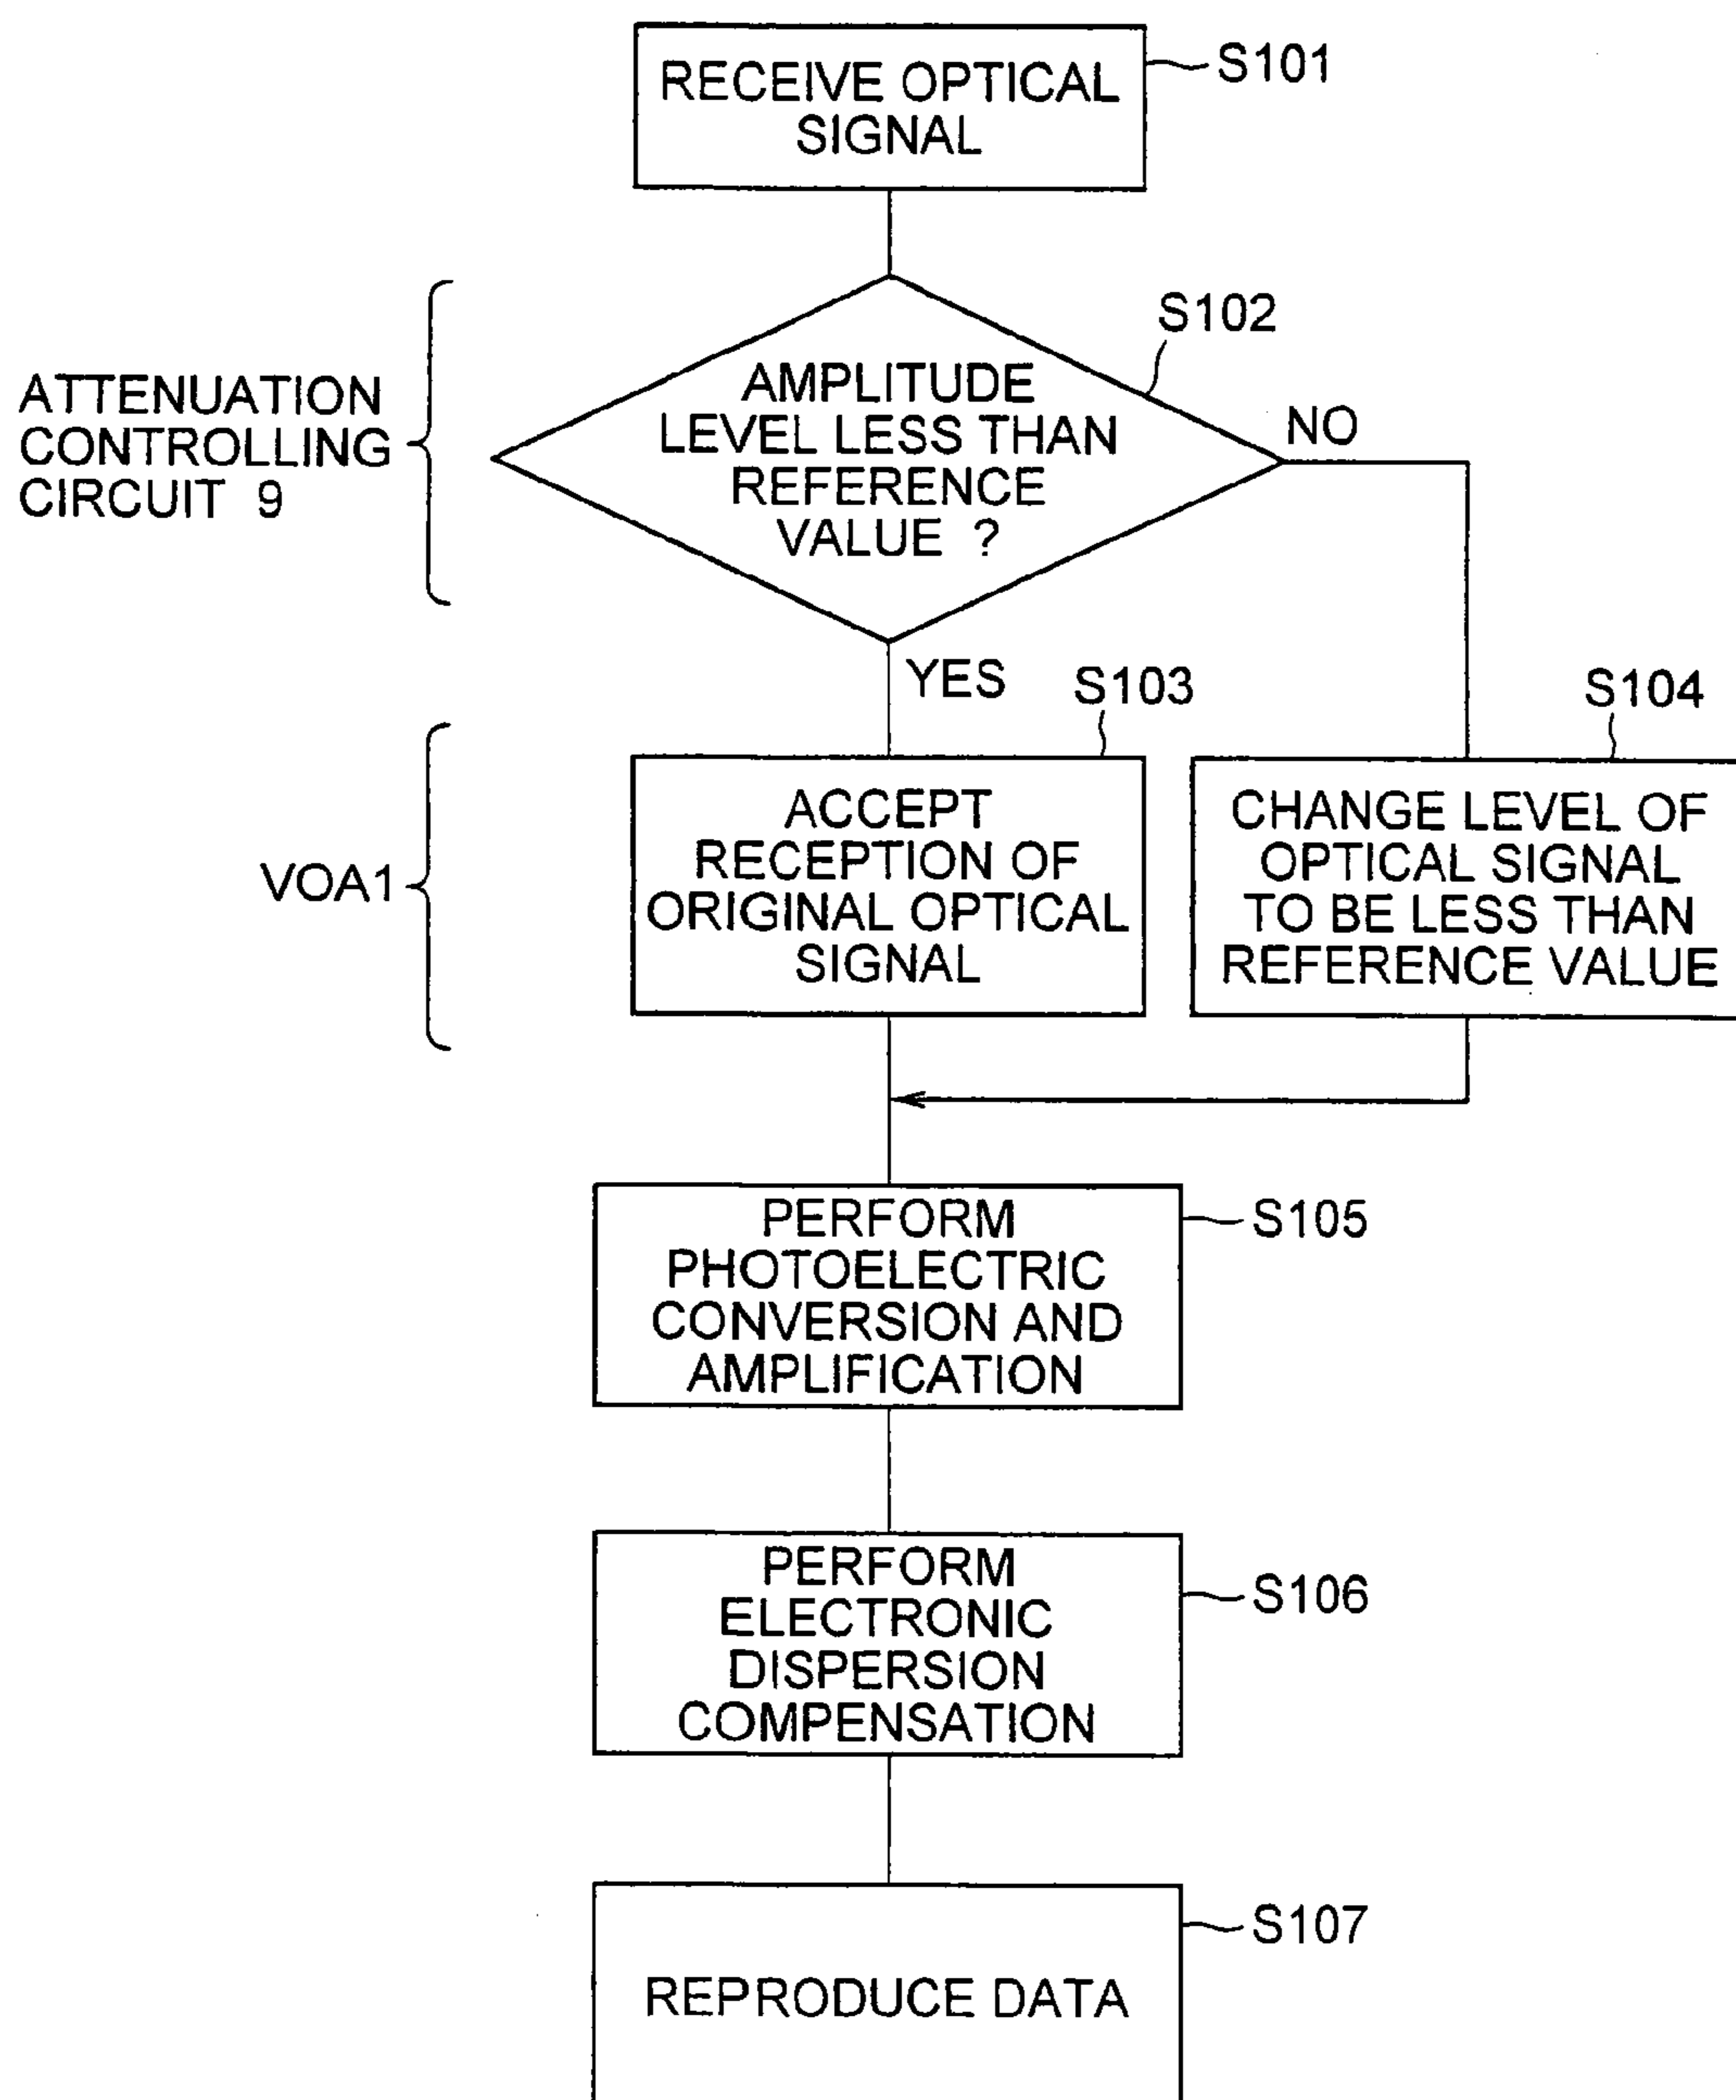 RECEIVE OPTICAL
SIGNAL
S101
ATTENUATION
CONTROLLING
CIRCUIT 9
AMPLITUDE
LEVEL LESS THAN
REFERENCE
VALUE ?
S102
NO
YES
VOA1
S103
ACCEPT
RECEPTION OF
ORIGINAL OPTICAL
SIGNAL
S104
CHANGE LEVEL OF
OPTICAL SIGNAL
TO BE LESS THAN
REFERENCE VALUE
PERFORM
PHOTOELECTRIC
CONVERSION AND
AMPLIFICATION
S105
PERFORM
ELECTRONIC
DISPERSION
COMPENSATION
S106
REPRODUCE DATA
S107